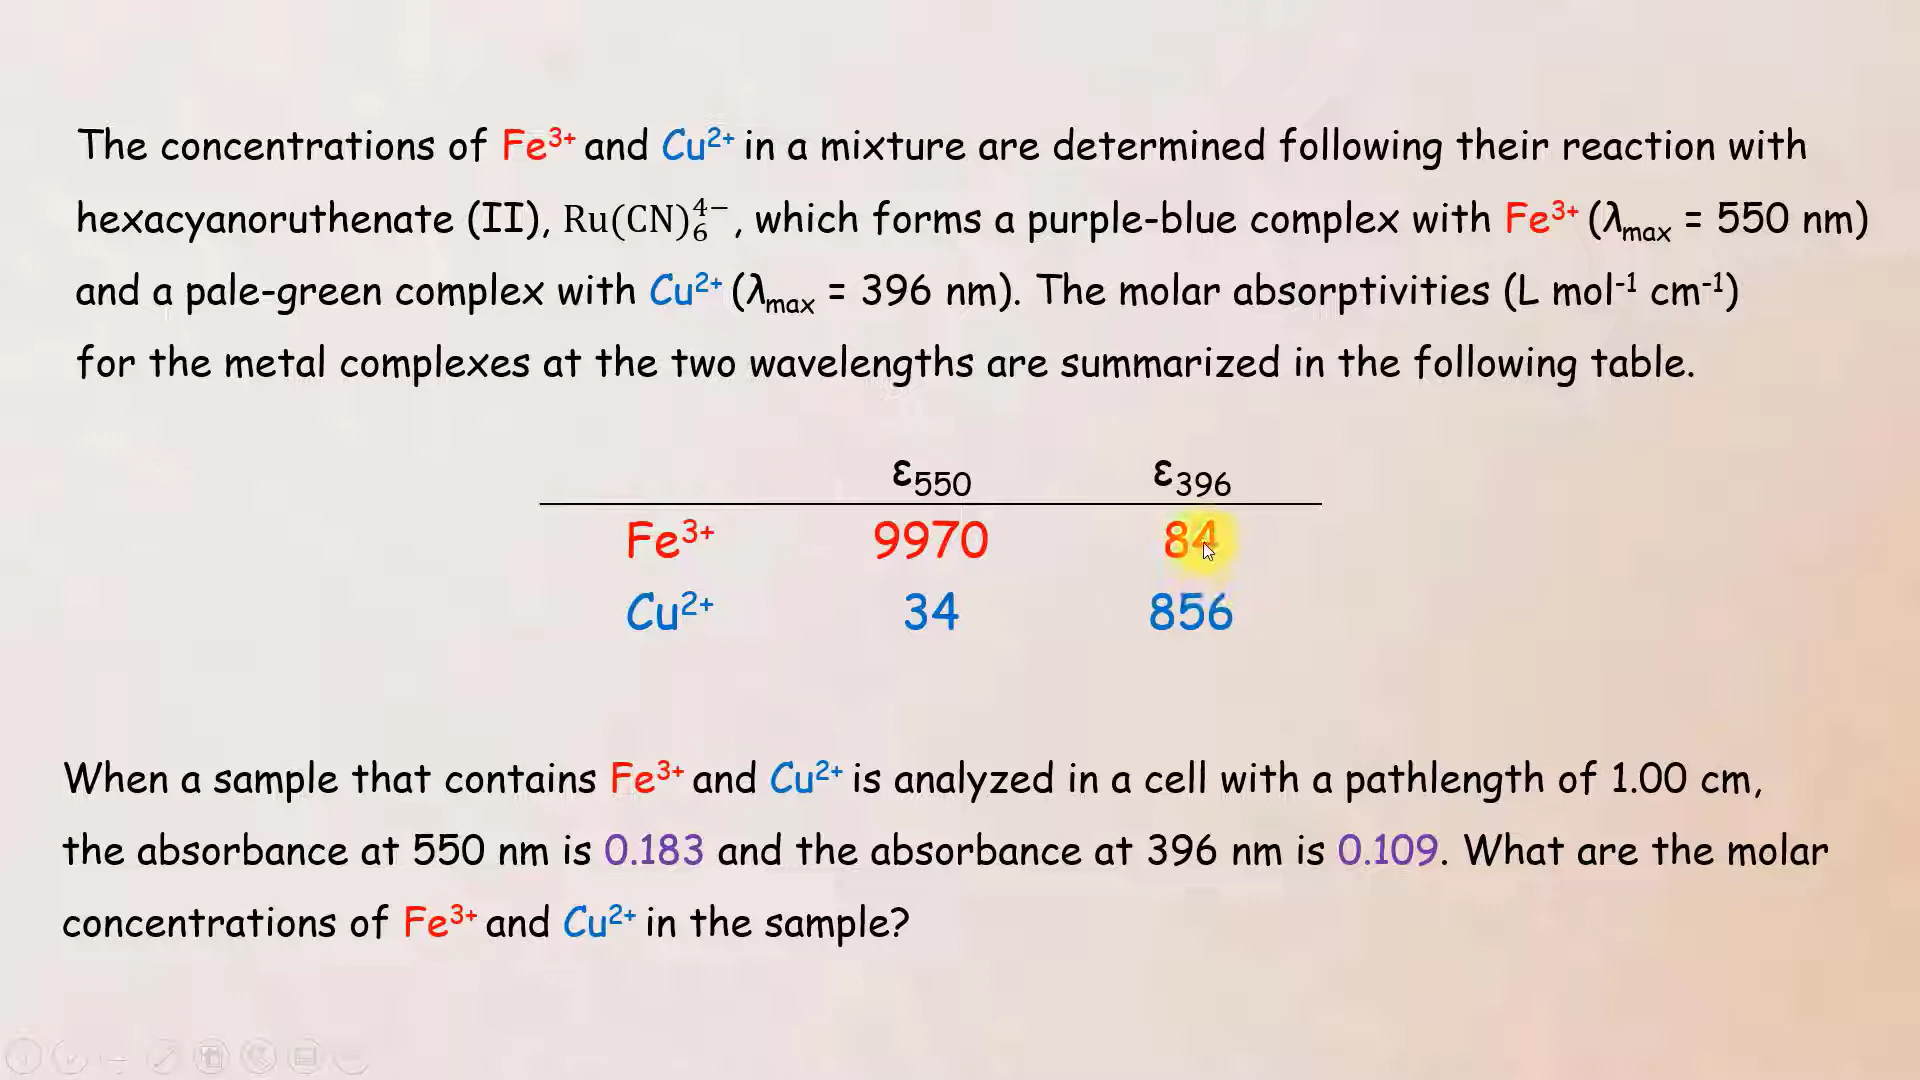 The concentrations of Fe³⁺ and Cu²⁺ in a mixture are determined following their reaction with
hexacyanoruthenate (II), Ru(CN)₆⁴⁻, which forms a purple-blue complex with Fe³⁺ (λmax = 550 nm)
and a pale-green complex with Cu²⁺ (λmax = 396 nm). The molar absorptivities (L mol⁻¹ cm⁻¹)
for the metal complexes at the two wavelengths are summarized in the following table.
ε₅₅₀ ε₃₉₆
Fe³⁺ 9970 84
Cu²⁺ 34 856
When a sample that contains Fe³⁺ and Cu²⁺ is analyzed in a cell with a pathlength of 1.00 cm,
the absorbance at 550 nm is 0.183 and the absorbance at 396 nm is 0.109. What are the molar
concentrations of Fe³⁺ and Cu²⁺ in the sample?